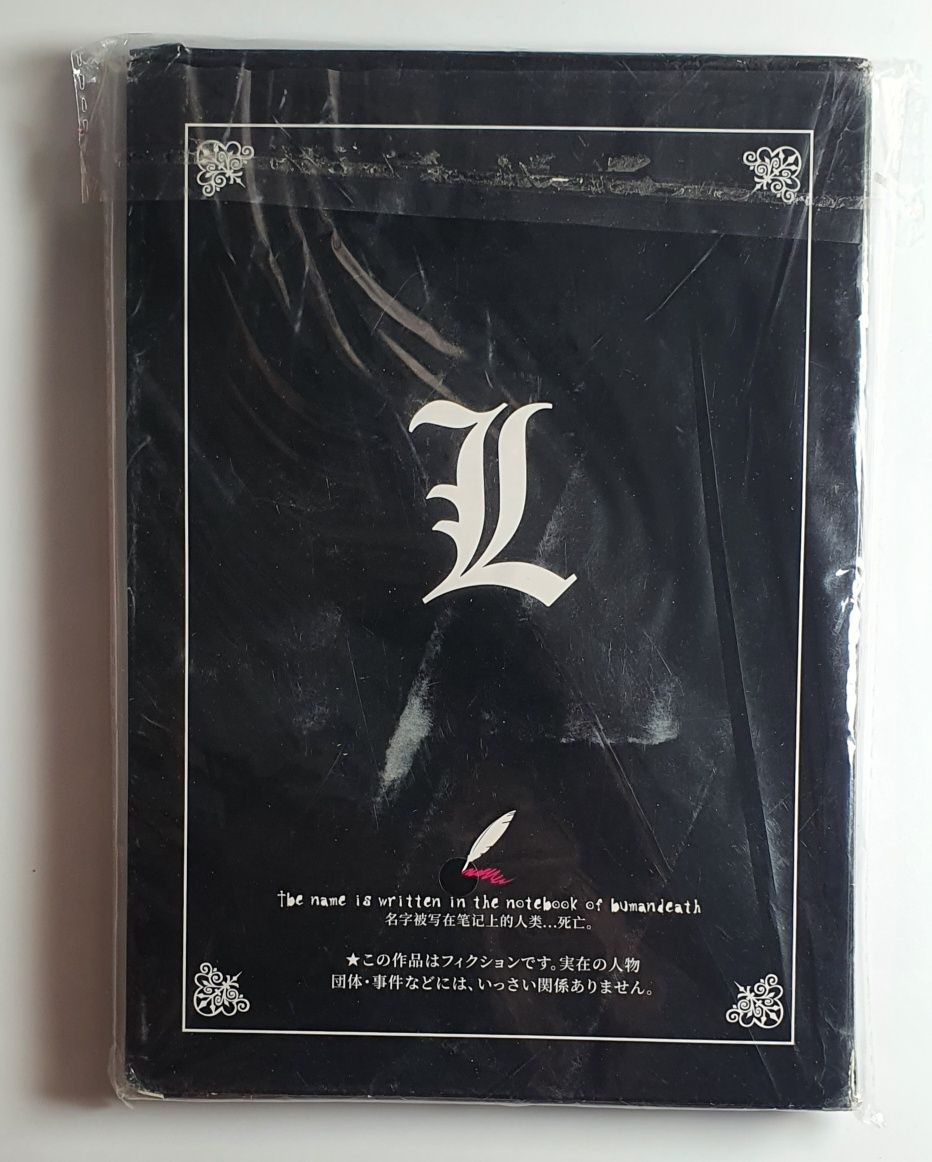 L
the name is written in the notebook of humandeath
名字被写在笔记上的人类...死亡。
★この作品はフィクションです。実在の人物
団体・事件などには、いっさい関係ありません。